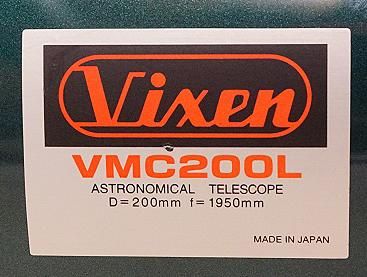 Vixen
VMC200L
ASTRONOMICAL TELESCOPE
D=200mm f=1950mm
MADE IN JAPAN